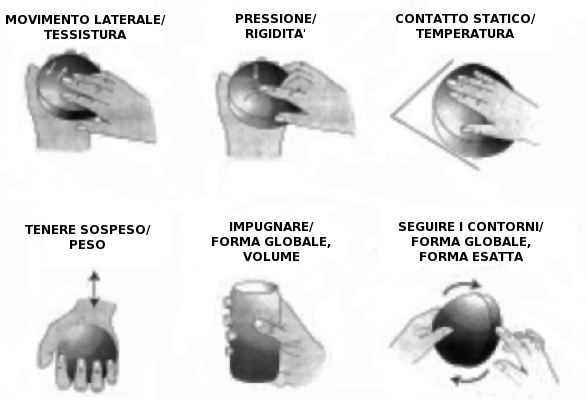 MOVIMENTO LATERALE/
TESSISTURA
PRESSIONE/
RIGIDITA'
CONTATTO STATICO/
TEMPERATURA
TENERE SOSPESO/
PESO
IMPUGNARE/
FORMA GLOBALE,
VOLUME
SEGUIRE I CONTORNI/
FORMA GLOBALE,
FORMA ESATTA